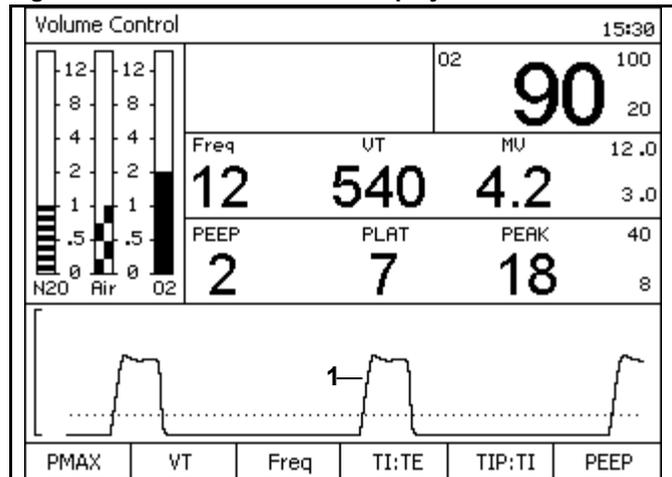 Volume Control 15:30
O2 90 100
20
12 12
8 8
4 4
2 2
1 1
.5 .5
0 0
N2O Air O2
Freq VT MV 12.0
12 540 4.2 3.0
PEEP PLAT PEAK 40
2 7 18 8
1
PMAX VT Freq TI:TE TIP:TI PEEP